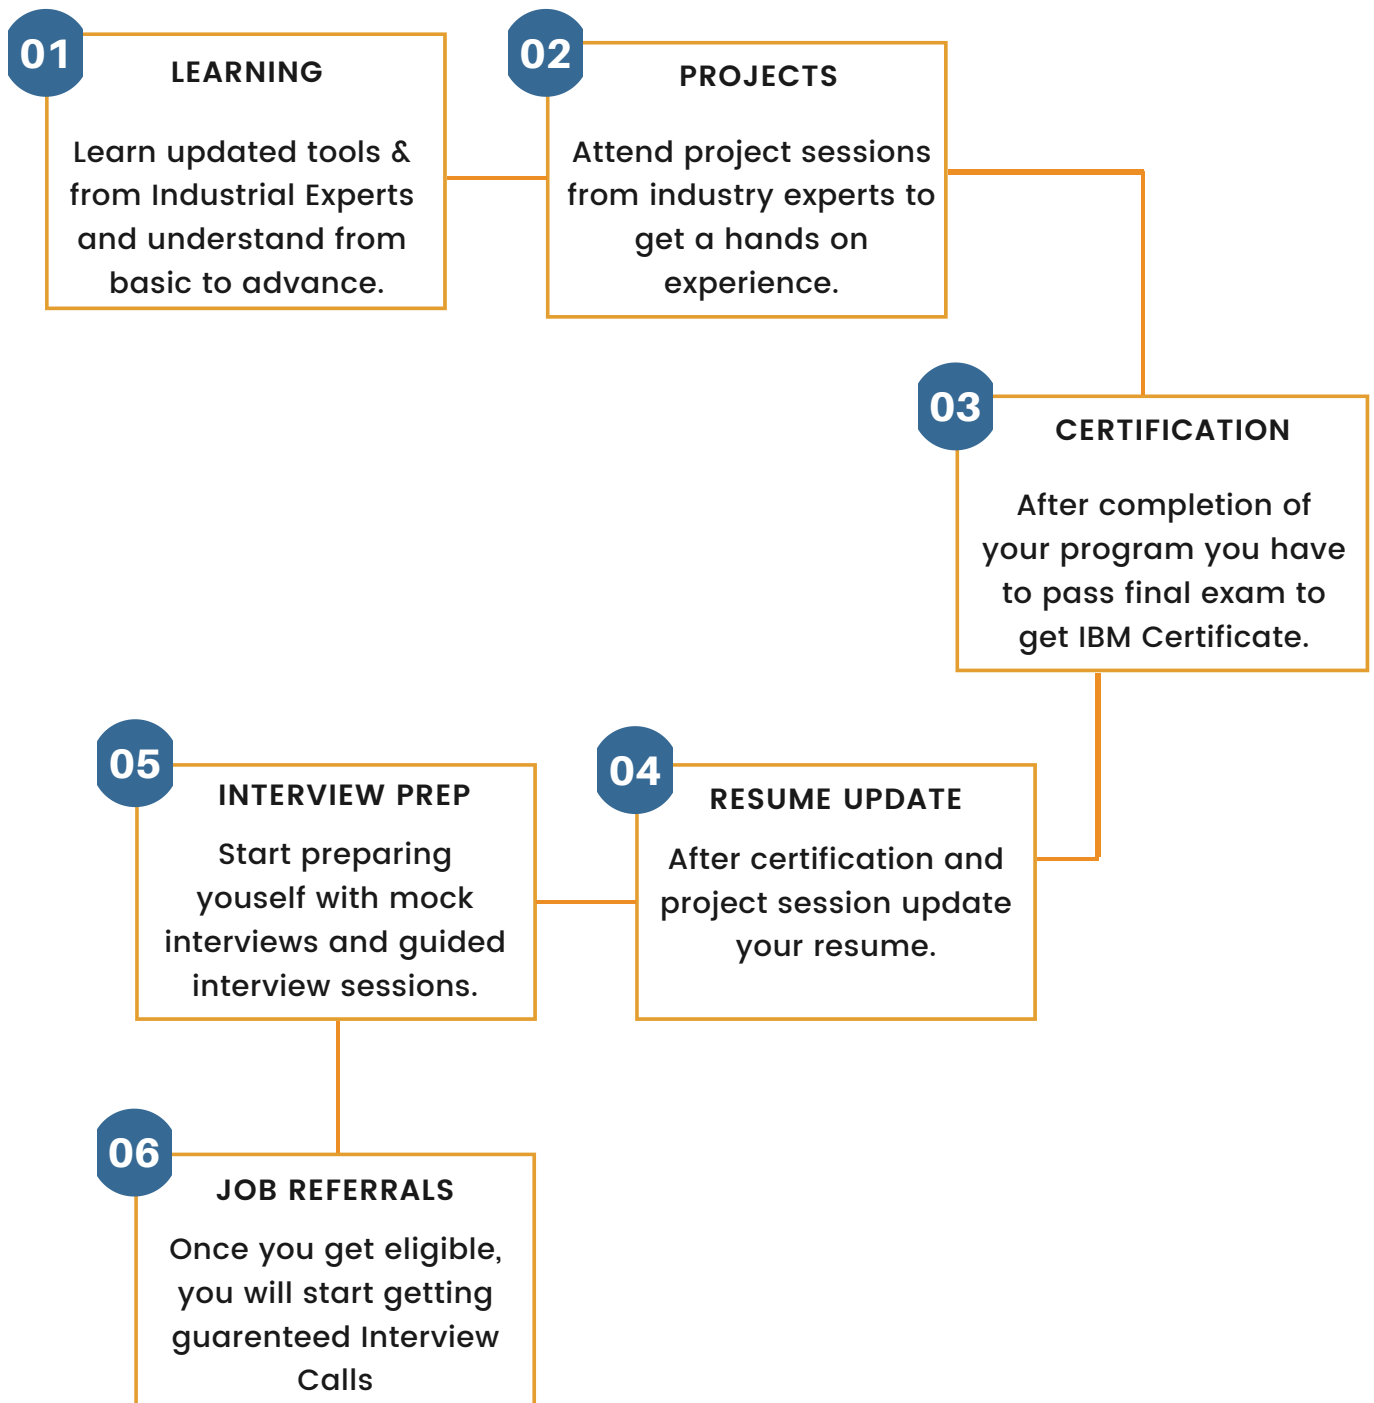 01
LEARNING
Learn updated tools &
from Industrial Experts
and understand from
basic to advance.
02
PROJECTS
Attend project sessions
from industry experts to
get a hands on
experience.
03
CERTIFICATION
After completion of
your program you have
to pass final exam to
get IBM Certificate.
04
RESUME UPDATE
After certification and
project session update
your resume.
05
INTERVIEW PREP
Start preparing
youself with mock
interviews and guided
interview sessions.
06
JOB REFERRALS
Once you get eligible,
you will start getting
guarenteed Interview
Calls